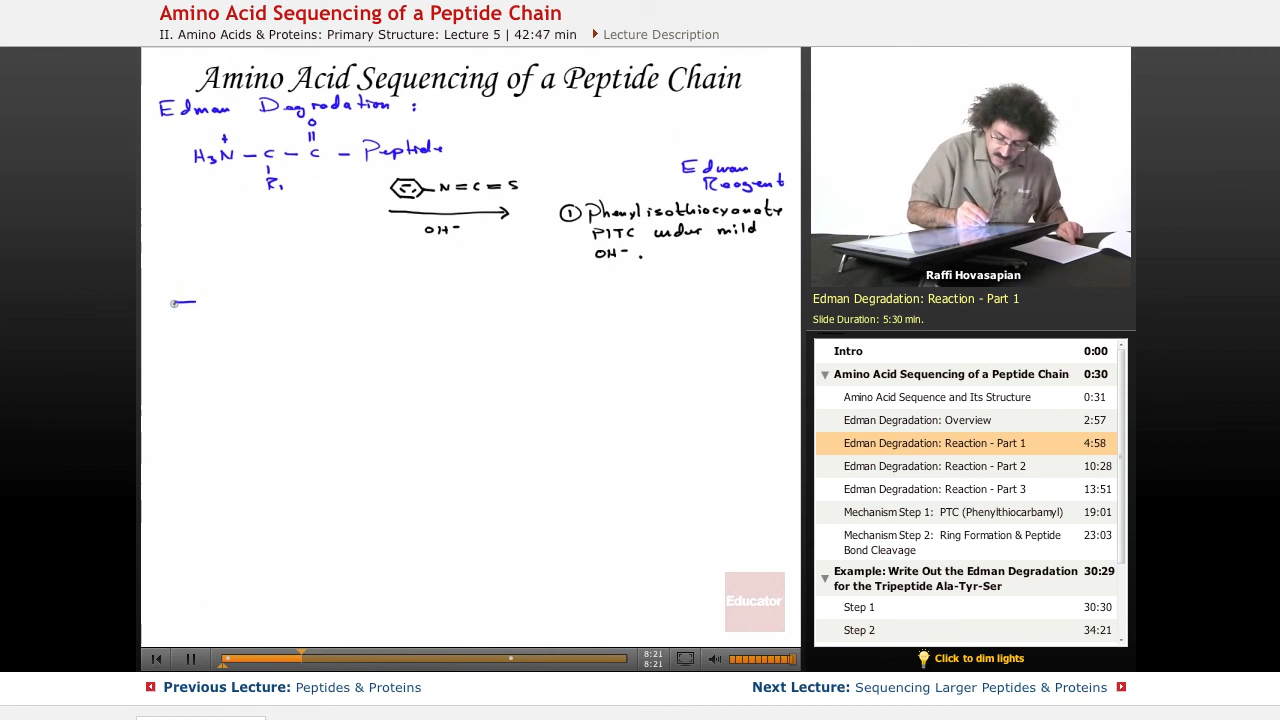 Amino Acid Sequencing of a Peptide Chain
II. Amino Acids & Proteins: Primary Structure: Lecture 5 | 42:47 min
Lecture Description
Amino Acid Sequencing of a Peptide Chain
Edman Degradation :
O
+
H₃N — C — C — Peptide
R₁
N = C = S
OH⁻
Edman
Reagent
① Phenylisothiocyanate
PITC under mild
OH⁻ .
Educator
Raffi Hovasapian
Edman Degradation: Reaction - Part 1
Slide Duration: 5:30 min.
Intro 0:00
Amino Acid Sequencing of a Peptide Chain 0:30
Amino Acid Sequence and Its Structure 0:31
Edman Degradation: Overview 2:57
Edman Degradation: Reaction - Part 1 4:58
Edman Degradation: Reaction - Part 2 10:28
Edman Degradation: Reaction - Part 3 13:51
Mechanism Step 1: PTC (Phenylthiocarbamyl) 19:01
Mechanism Step 2: Ring Formation & Peptide 23:03
Bond Cleavage
Example: Write Out the Edman Degradation 30:29
for the Tripeptide Ala-Tyr-Ser
Step 1 30:30
Step 2 34:21
8:21
8:21
Click to dim lights
Previous Lecture: Peptides & Proteins
Next Lecture: Sequencing Larger Peptides & Proteins